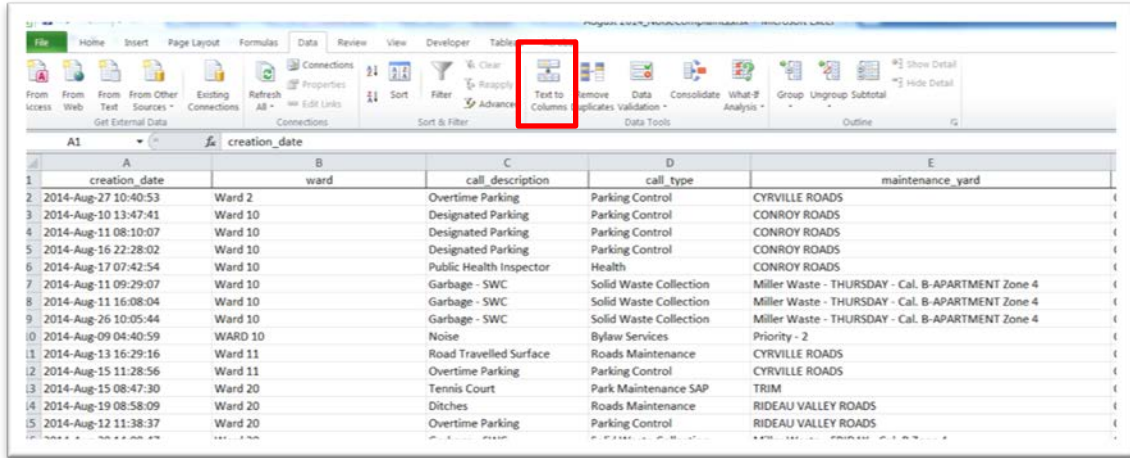 August 2014_NoiseComplaints.xlsx - Microsoft Excel
File Home Insert Page Layout Formulas Data Review View Developer
From Access From Web From Text From Other Sources Existing Connections Refresh All Connections Properties Edit Links Sort Filter Clear Reapply Advanced Text to Columns Remove Duplicates Data Validation Consolidate What-If Analysis Group Ungroup Subtotal Show Detail Hide Detail
Get External Data Connections Sort & Filter Data Tools Outline
A1 fx creation_date
A B C D E
1 creation_date ward call_description call_type maintenance_yard
2 2014-Aug-27 10:40:53 Ward 2 Overtime Parking Parking Control CYRVILLE ROADS
3 2014-Aug-10 13:47:41 Ward 10 Designated Parking Parking Control CONROY ROADS
4 2014-Aug-11 08:10:07 Ward 10 Designated Parking Parking Control CONROY ROADS
5 2014-Aug-16 22:28:02 Ward 10 Designated Parking Parking Control CONROY ROADS
6 2014-Aug-17 07:42:54 Ward 10 Public Health Inspector Health CONROY ROADS
7 2014-Aug-11 09:29:07 Ward 10 Garbage - SWC Solid Waste Collection Miller Waste - THURSDAY - Cal. B-APARTMENT Zone 4
8 2014-Aug-11 16:08:04 Ward 10 Garbage - SWC Solid Waste Collection Miller Waste - THURSDAY - Cal. B-APARTMENT Zone 4
9 2014-Aug-26 10:05:44 Ward 10 Garbage - SWC Solid Waste Collection Miller Waste - THURSDAY - Cal. B-APARTMENT Zone 4
10 2014-Aug-09 04:40:59 WARD 10 Noise Bylaw Services Priority - 2
11 2014-Aug-13 16:29:16 Ward 11 Road Travelled Surface Roads Maintenance CYRVILLE ROADS
12 2014-Aug-15 11:28:56 Ward 11 Overtime Parking Parking Control CYRVILLE ROADS
13 2014-Aug-15 08:47:30 Ward 20 Tennis Court Park Maintenance SAP TRIM
14 2014-Aug-19 08:58:09 Ward 20 Ditches Roads Maintenance RIDEAU VALLEY ROADS
15 2014-Aug-12 11:38:37 Ward 20 Overtime Parking Parking Control RIDEAU VALLEY ROADS